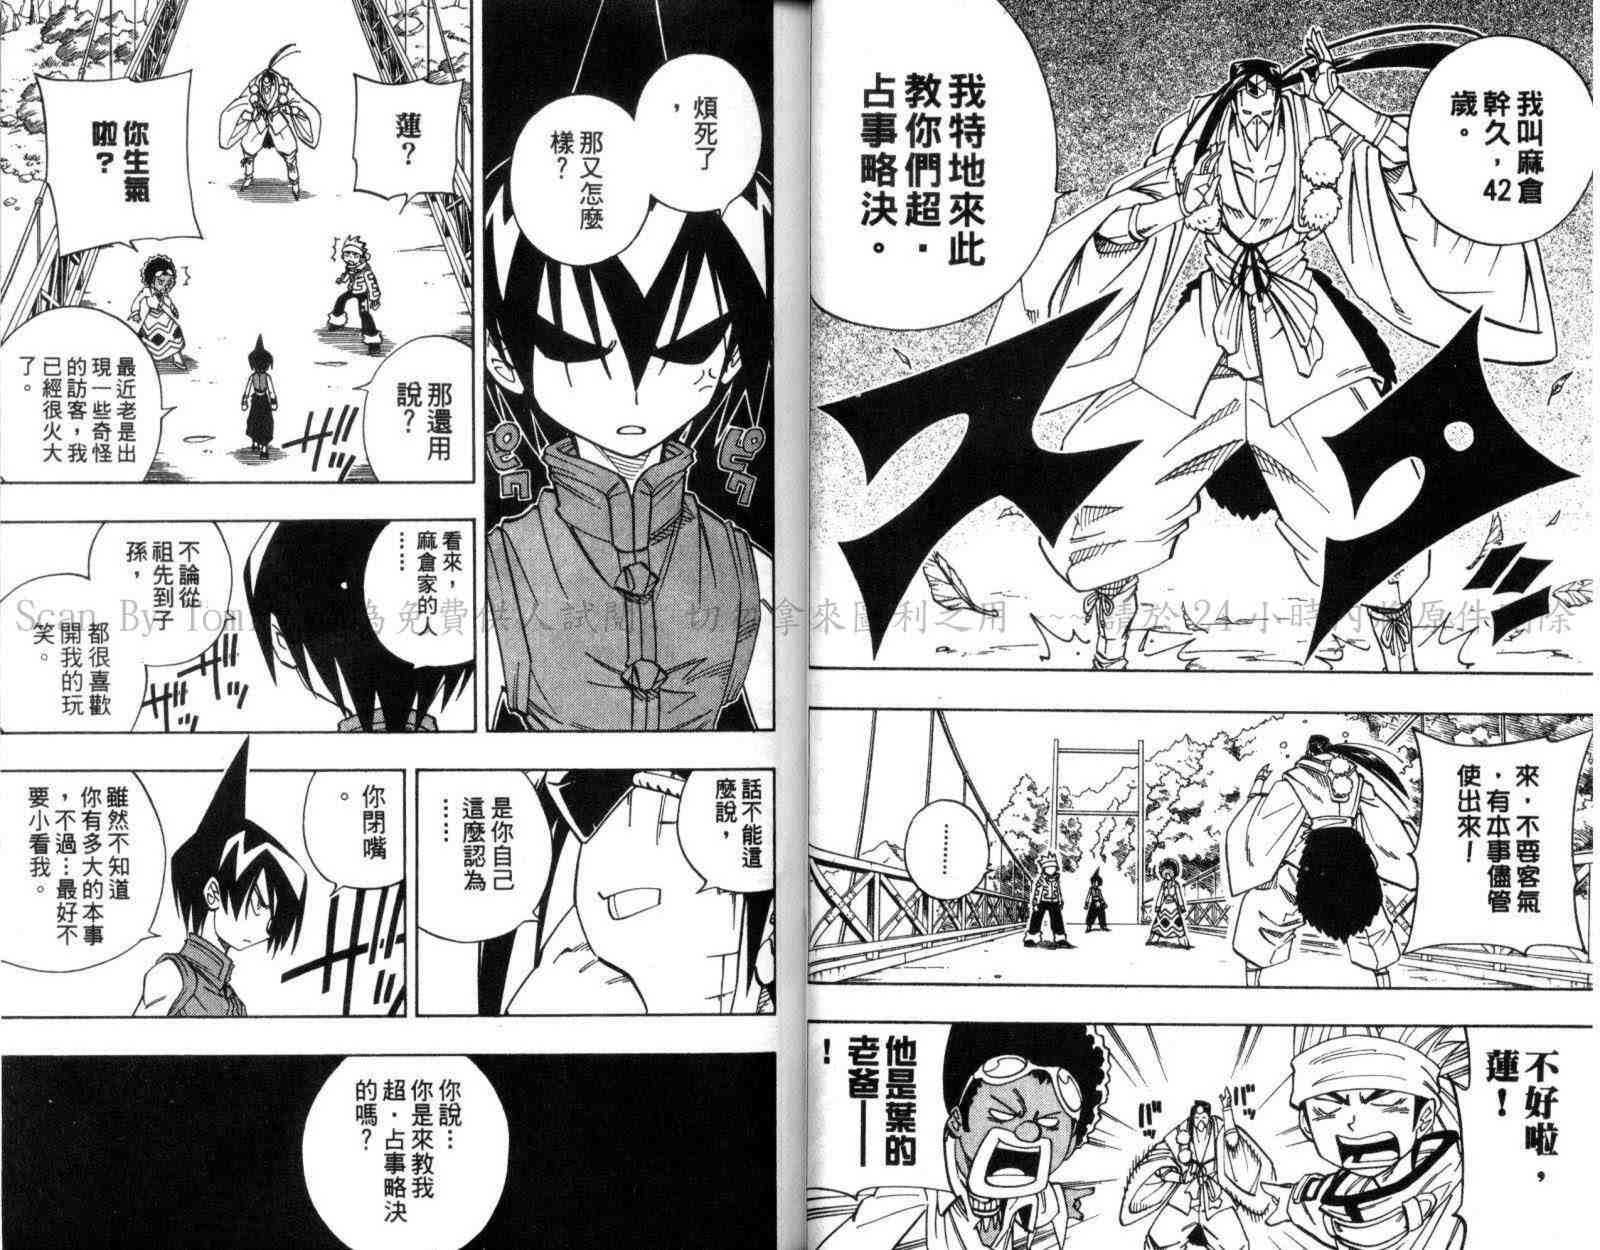 我叫麻倉
幹久，42
歲。
我特地來此
教你們超·
占事略決。
來，不要客氣
，有本事儘管
使出來！
………
不好啦，
蓮！
他是葉的
老爸——
！
煩死了
，
那又怎麼
樣？
蓮？
你生氣
啦？
那還用
說？
最近老是出
現一些奇怪
的訪客，我
已經很火大
了。
看來，
麻倉家的人
……
不論從
祖先到子
孫，
都很喜歡
開我的玩
笑。
話不能這
麼說，
是你自己
這麼認為
……
你閉嘴
。
雖然不知道
你有多大的本事
，不過…最好不
要小看我。
你說…
你是來教我
超·占事略決
的嗎？